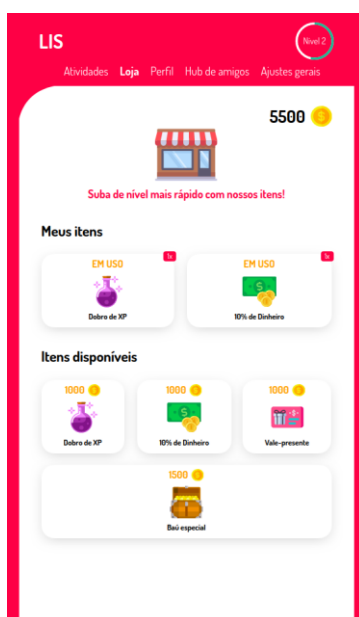 LIS
Nível 2
Atividades Loja Perfil Hub de amigos Ajustes gerais
5500
Suba de nível mais rápido com nossos itens!
Meus itens
1x
1x
EM USO
EM USO
Dobro de XP
10% de Dinheiro
Itens disponíveis
1000
1000
1000
Dobro de XP
10% de Dinheiro
Vale-presente
1500
Baú especial